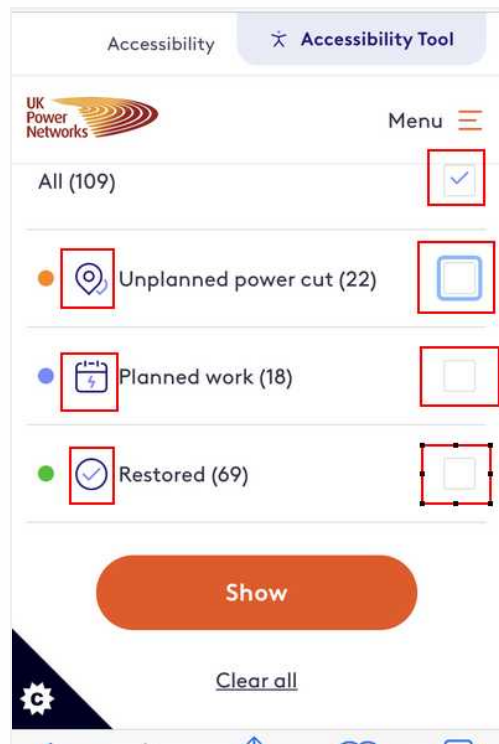 Accessibility
Accessibility Tool
UK
Power
Networks
Menu
All (109)
Unplanned power cut (22)
Planned work (18)
Restored (69)
Show
Clear all
C